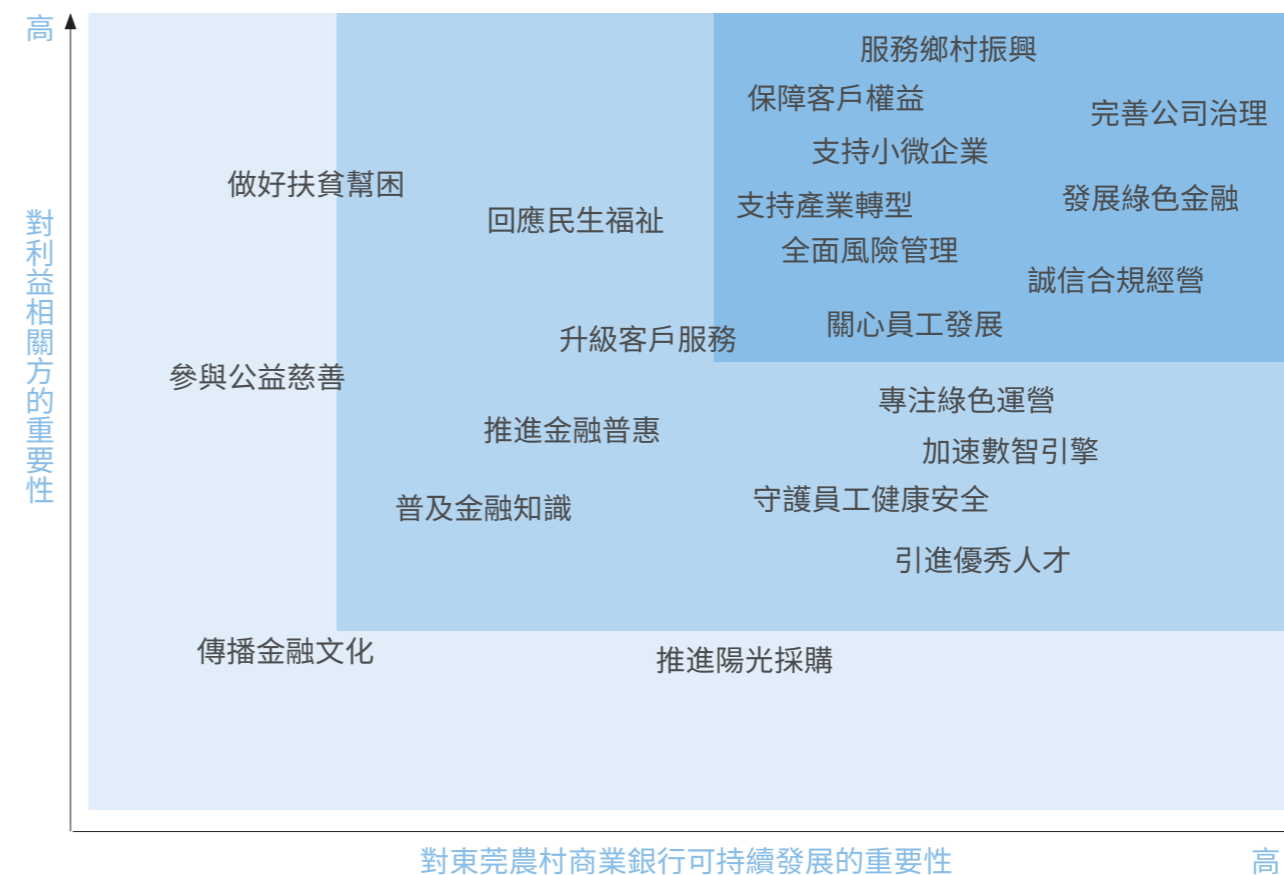 高
對利益相關方的重要性
服務鄉村振興
保障客戶權益
完善公司治理
支持小微企業
做好扶貧幫困
發展綠色金融
支持產業轉型
回應民生福祉
全面風險管理
誠信合規經營
關心員工發展
升級客戶服務
參與公益慈善
專注綠色運營
推進金融普惠
加速數智引擎
守護員工健康安全
普及金融知識
引進優秀人才
傳播金融文化
推進陽光採購
對東莞農村商業銀行可持續發展的重要性
高